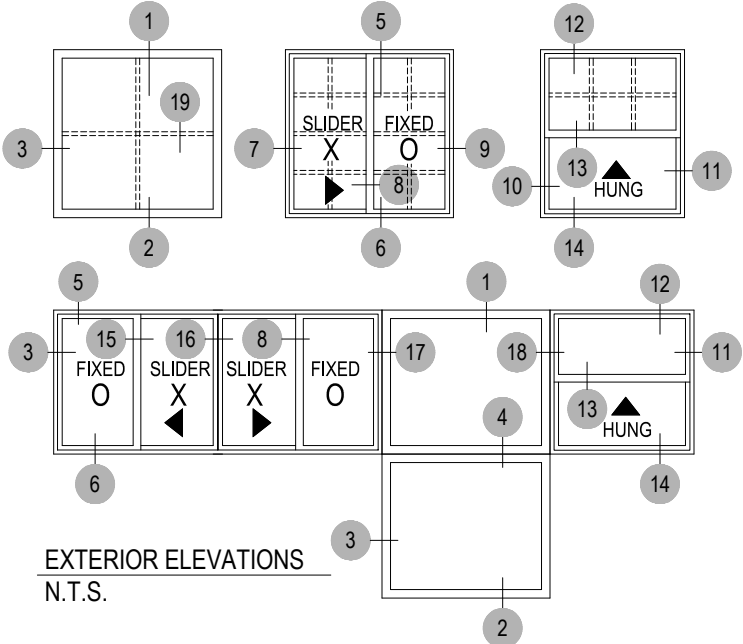 1
5
12
19
SLIDER FIXED
3
7 X O 9
8
13
10
11
HUNG
2
6
14
5
1
12
15 16 8
3
17
18
11
FIXED SLIDER SLIDER FIXED
O X X O
13
4
HUNG
6
14
3
EXTERIOR ELEVATIONS
N.T.S.
2